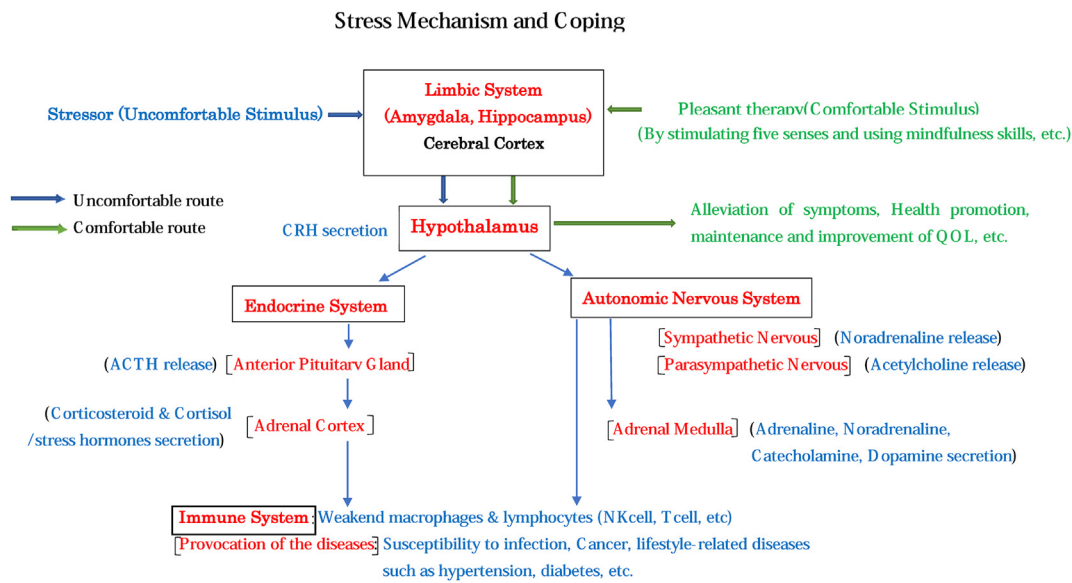 Stress Mechanism and Coping
Limbic System
(Amygdala, Hippocampus)
Cerebral Cortex
Stressor (Uncomfortable Stimulus)
Pleasant therapy(Comfortable Stimulus)
(By stimulating five senses and using mindfulness skills, etc.)
Uncomfortable route
Comfortable route
CRH secretion
Hypothalamus
Alleviation of symptoms, Health promotion,
maintenance and improvement of QOL, etc.
Endocrine System
Autonomic Nervous System
[Sympathetic Nervous] (Noradrenaline release)
[Parasympathetic Nervous] (Acetylcholine release)
(ACTH release) [Anterior Pituitary Gland]
(Corticosteroid & Cortisol
/stress hormones secretion)
[Adrenal Cortex]
[Adrenal Medulla] (Adrenaline, Noradrenaline,
Catecholamine, Dopamine secretion)
Immune System: Weakend macrophages & lymphocytes (NKcell, Tcell, etc)
[Provocation of the diseases]: Susceptibility to infection, Cancer, lifestyle-related diseases
such as hypertension, diabetes, etc.